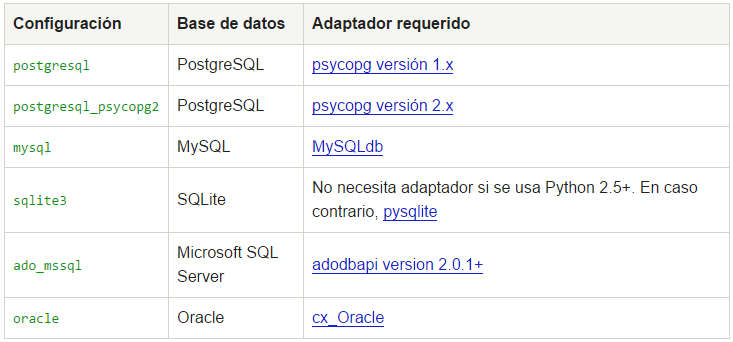 Configuración Base de datos Adaptador requerido
postgresql PostgreSQL psycopg versión 1.x
postgresql_psycopg2 PostgreSQL psycopg versión 2.x
mysql MySQL MySQLdb
sqlite3 SQLite No necesita adaptador si se usa Python 2.5+. En caso
contrario, pysqlite
ado_mssql Microsoft SQL
Server adodbapi version 2.0.1+
oracle Oracle cx_Oracle